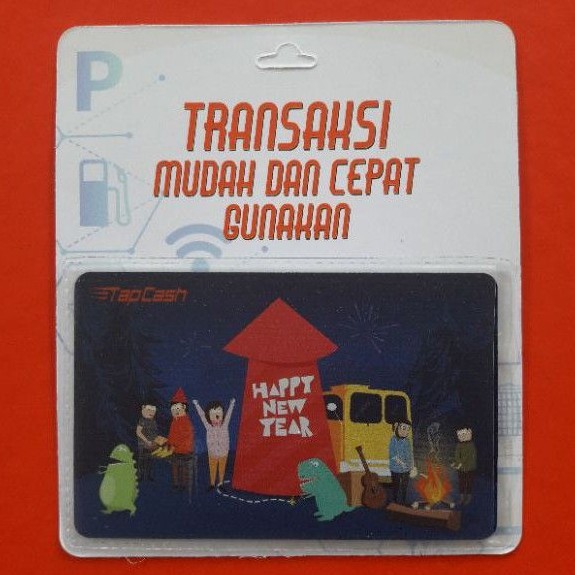 P
TRANSAKSI
MUDAH DAN CEPAT
GUNAKAN
TapCash
HAPPY
NEW
YEAR